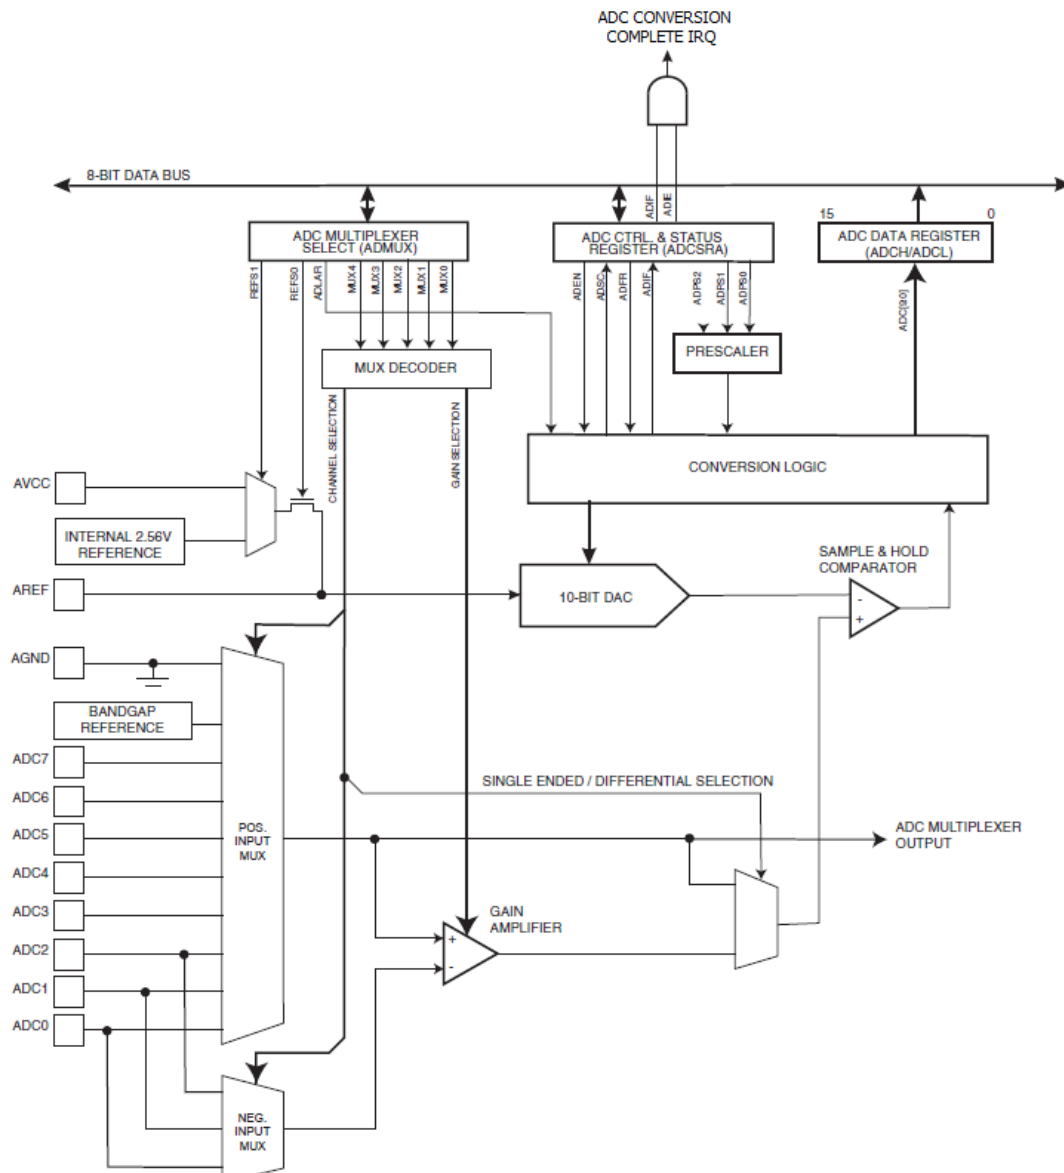 ADC CONVERSION
COMPLETE IRQ
8-BIT DATA BUS
ADIF
ADIE
15
0
ADC MULTIPLEXER
SELECT (ADMUX)
ADC CTRL. & STATUS
REGISTER (ADCSRA)
ADC DATA REGISTER
(ADCH/ADCL)
REFS1
REFS0
ADLAR
MUX4
MUX3
MUX2
MUX1
MUX0
ADEN
ADSC
ADFR
ADIF
ADPS2
ADPS1
ADPS0
ADC[9:0]
PRESCALER
MUX DECODER
CHANNEL SELECTION
GAIN SELECTION
CONVERSION LOGIC
AVCC
INTERNAL 2.56V
REFERENCE
SAMPLE & HOLD
COMPARATOR
AREF
10-BIT DAC
-
+
AGND
BANDGAP
REFERENCE
ADC7
SINGLE ENDED / DIFFERENTIAL SELECTION
ADC6
ADC5
POS.
INPUT
MUX
ADC MULTIPLEXER
OUTPUT
ADC4
ADC3
GAIN
AMPLIFIER
+
-
ADC2
ADC1
ADC0
NEG.
INPUT
MUX